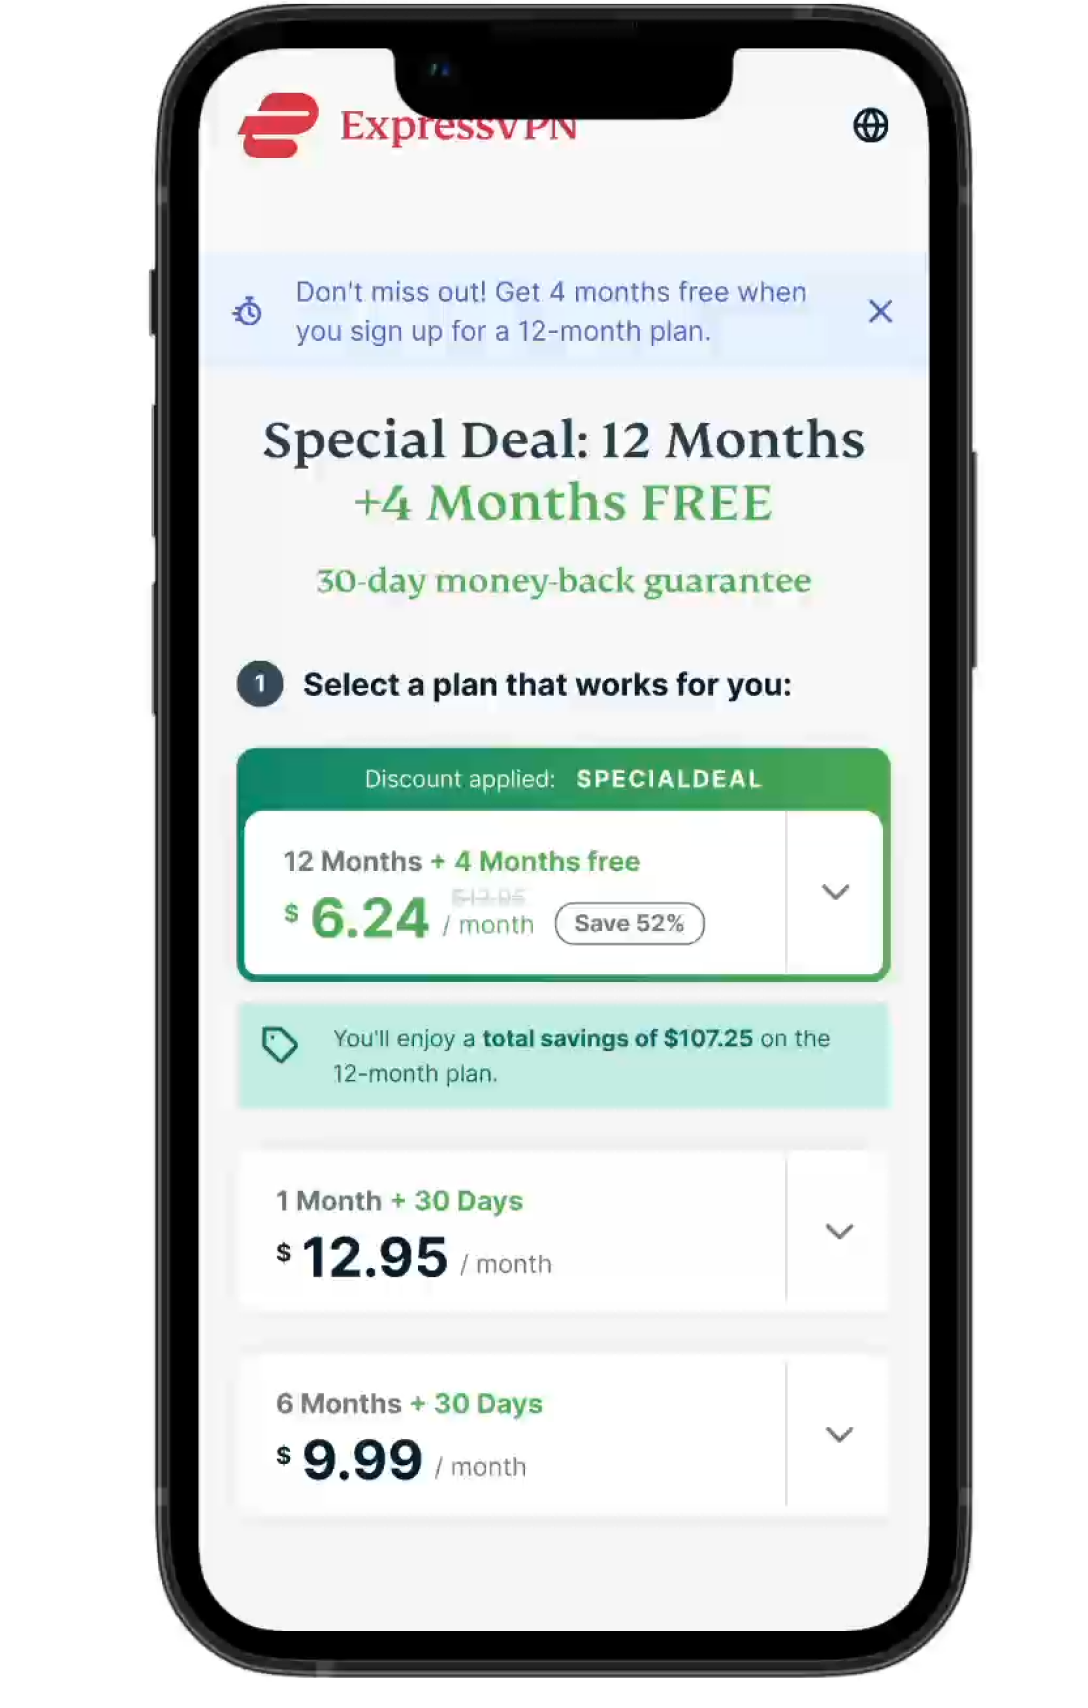 ExpressVPN
Don't miss out! Get 4 months free when
you sign up for a 12-month plan.
Special Deal: 12 Months
+4 Months FREE
30-day money-back guarantee
1 Select a plan that works for you:
Discount applied: SPECIALDEAL
12 Months + 4 Months free
$12.95
$ 6.24 / month Save 52%
You'll enjoy a total savings of $107.25 on the
12-month plan.
1 Month + 30 Days
$ 12.95 / month
6 Months + 30 Days
$ 9.99 / month